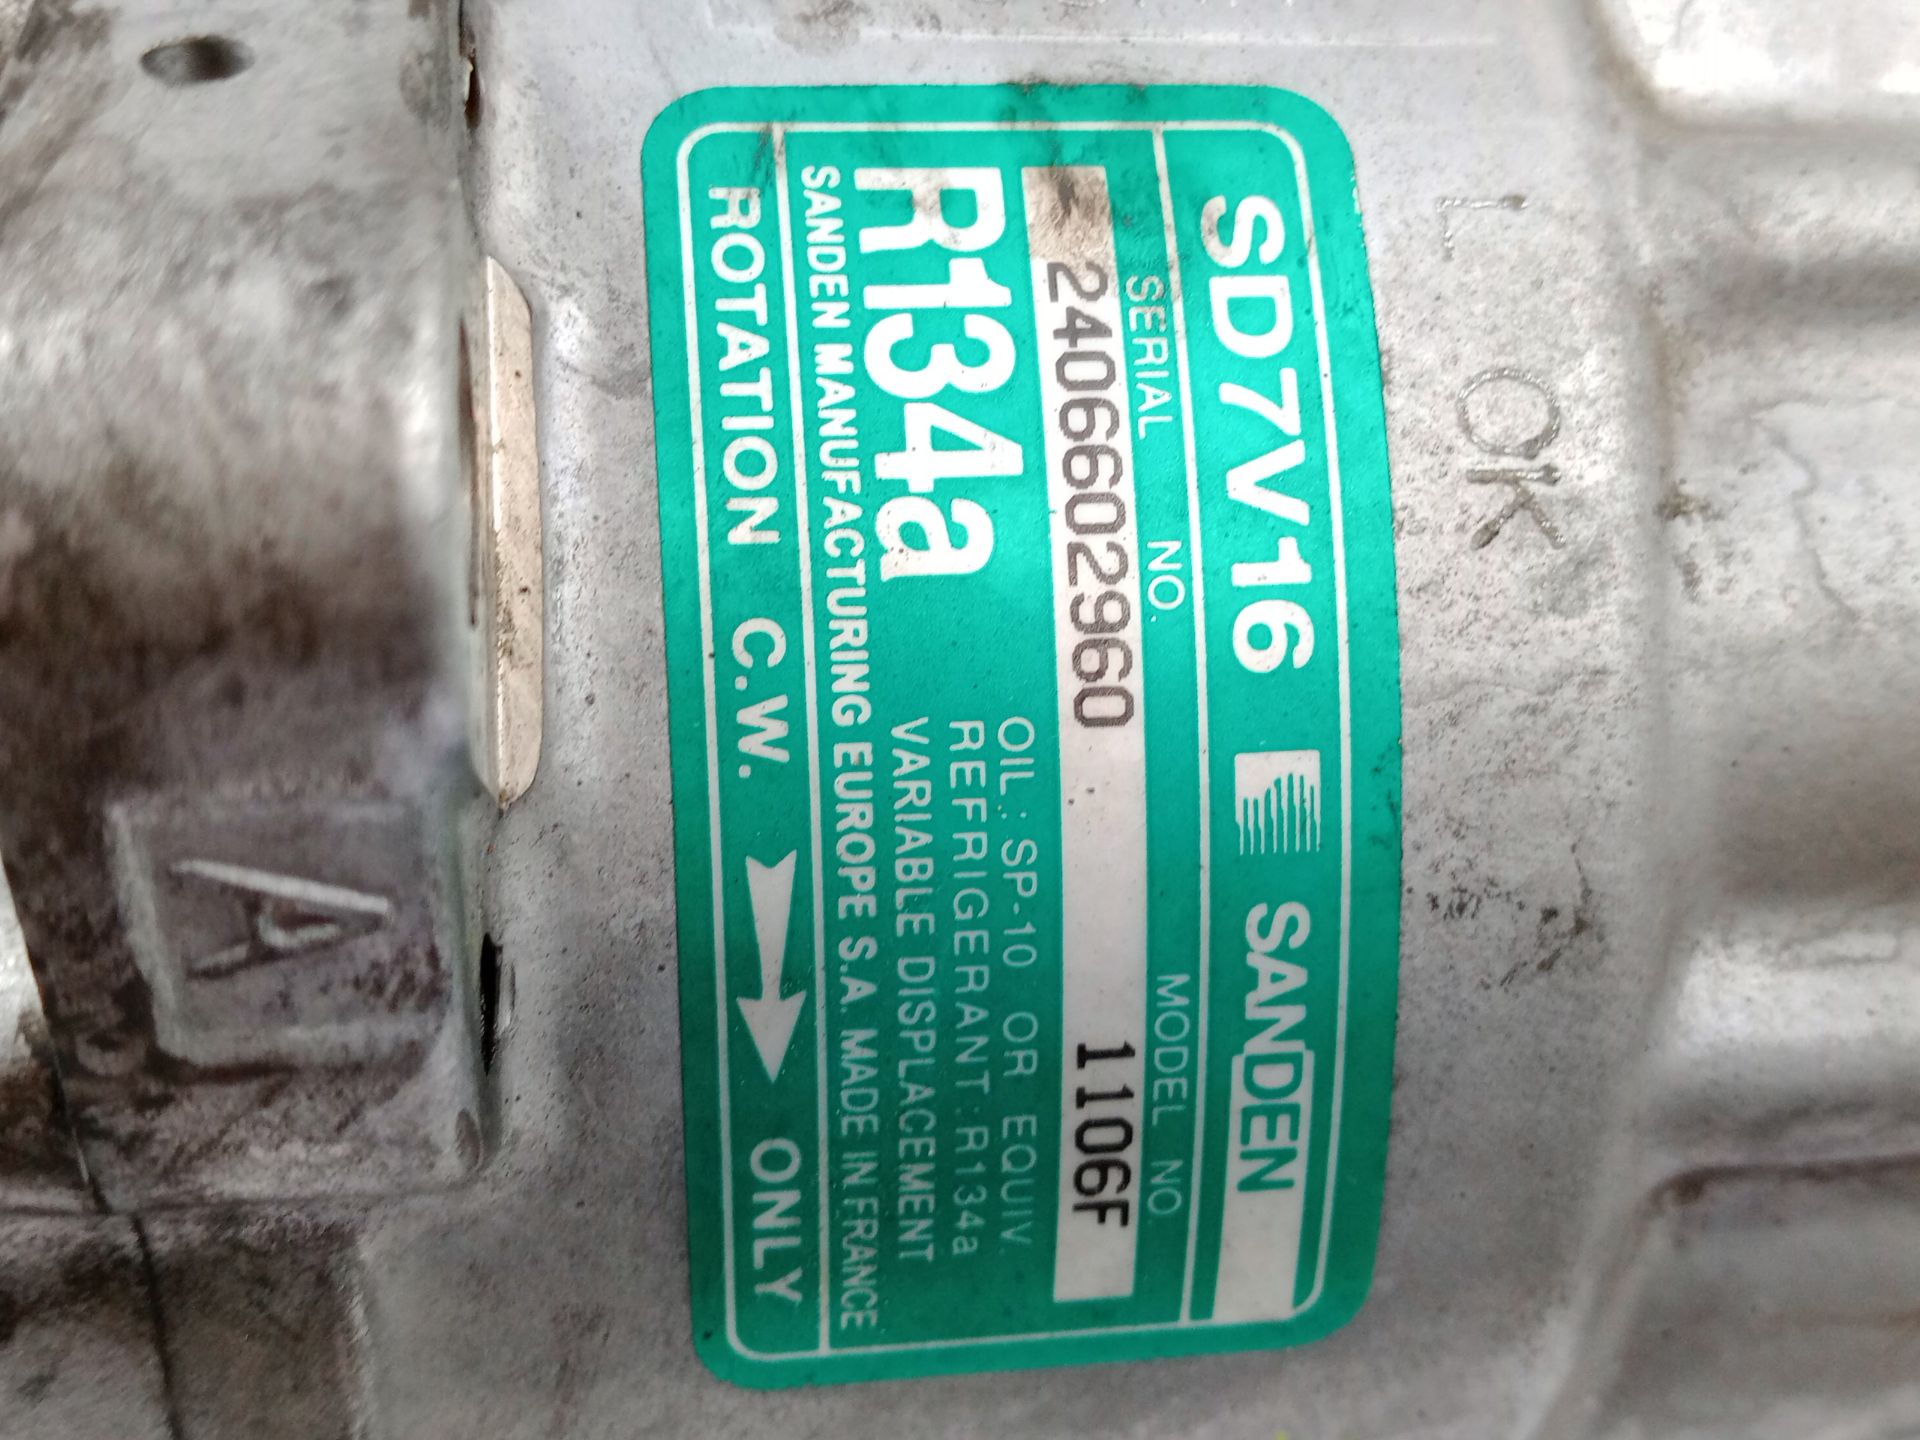 L OK
SD7V16 SANDEN
SERIAL NO. MODEL NO.
2406602960 1106F
R134a
OIL: SP-10 OR EQUIV.
REFRIGERANT:R134a
VARIABLE DISPLACEMENT
SANDEN MANUFACTURING EUROPE S.A. MADE IN FRANCE
ROTATION C.W. ONLY
A